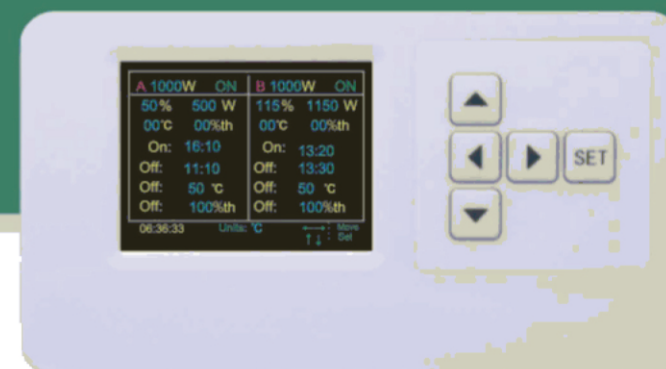 A 1000W ON B 1000W ON
50% 500 W 115% 1150 W
00°C 00%th 00°C 00%th
On: 16:10 On: 13:20
Off: 11:10 Off: 13:30
Off: 50 °C Off: 50 °C
Off: 100%th Off: 100%th
06:36:33 Units: °C ←→ : Move
↑↓ : Set
SET